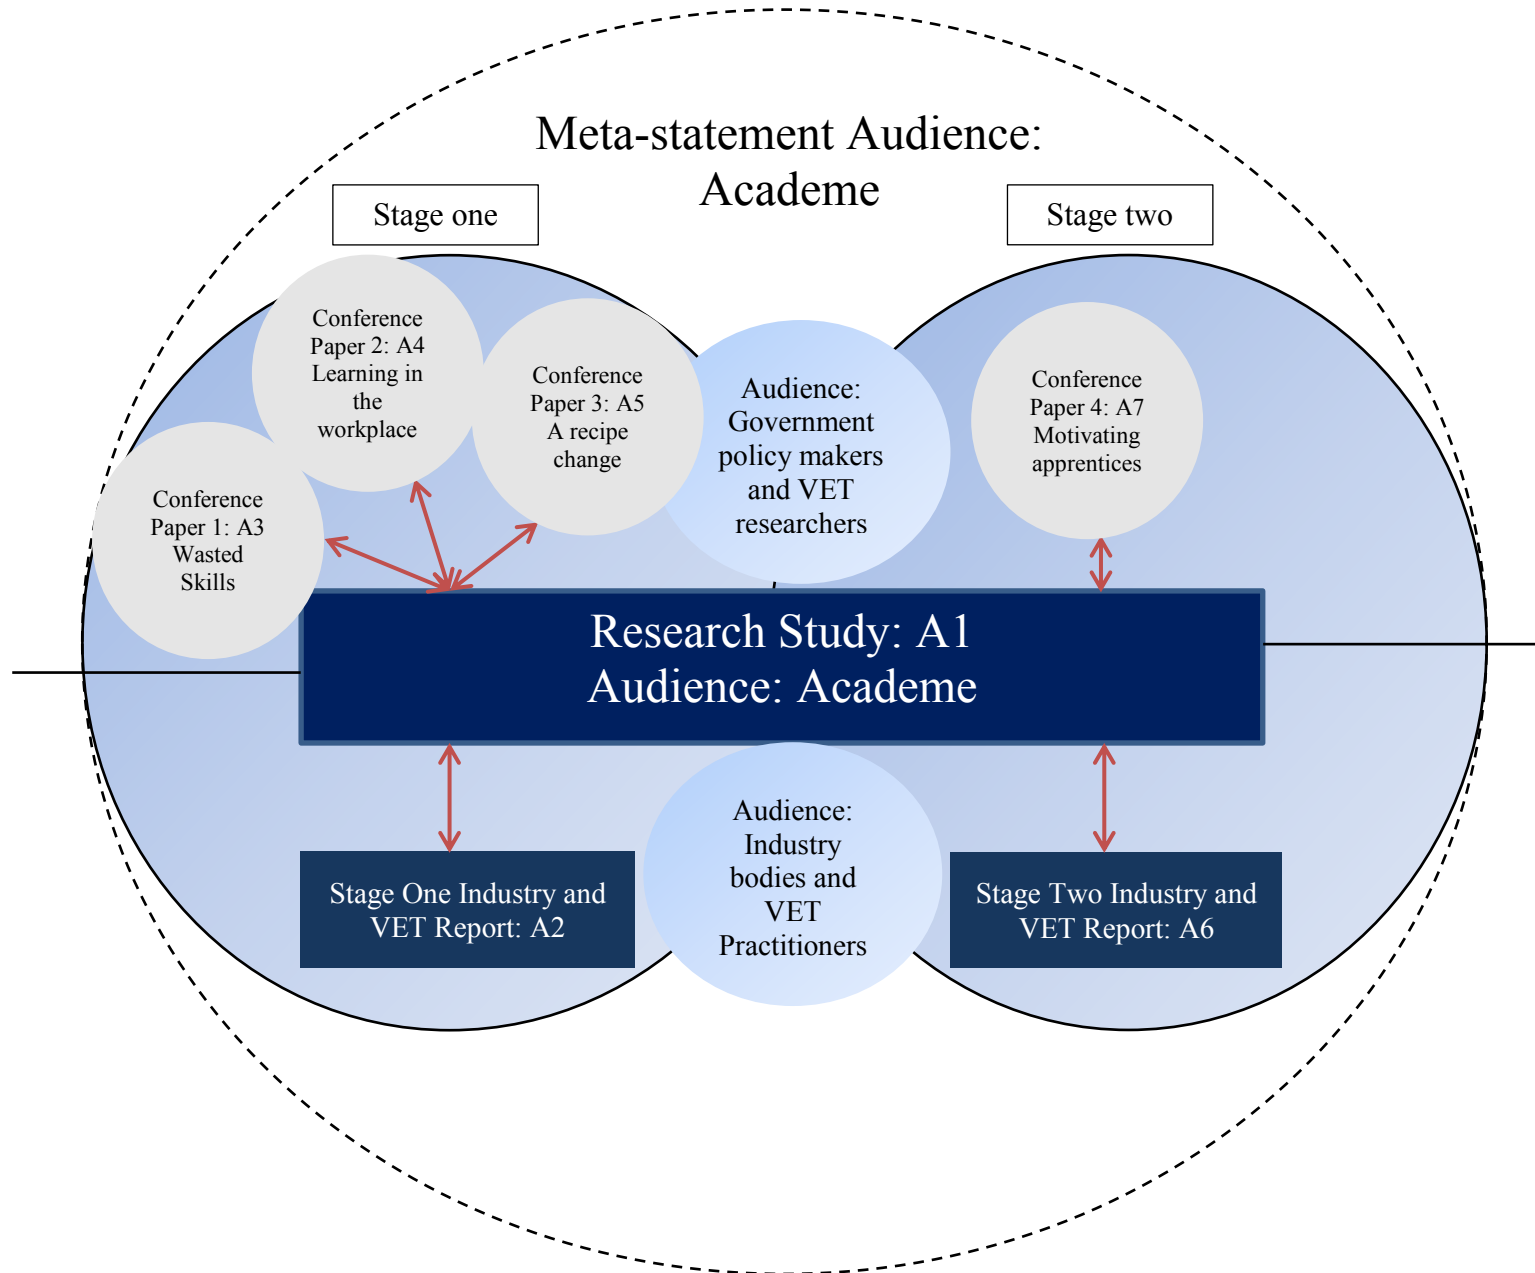 Meta-statement Audience:
Academe
Stage one
Stage two
Conference
Paper 2: A4
Learning in
the
workplace
Conference
Paper 3: A5
A recipe
change
Audience:
Government
policy makers
and VET
researchers
Conference
Paper 4: A7
Motivating
apprentices
Conference
Paper 1: A3
Wasted
Skills
Research Study: A1
Audience: Academe
Audience:
Industry
bodies and
VET
Practitioners
Stage One Industry and
VET Report: A2
Stage Two Industry and
VET Report: A6